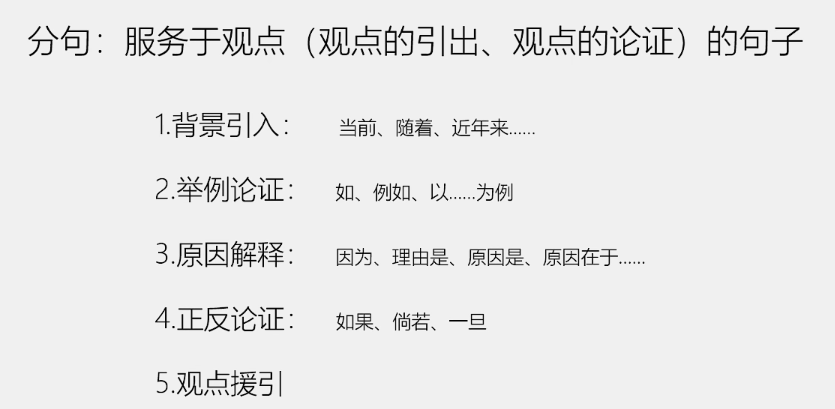 分句：服务于观点（观点的引出、观点的论证）的句子
1.背景引入： 当前、随着、近年来......
2.举例论证： 如、例如、以......为例
3.原因解释： 因为、理由是、原因是、原因在于......
4.正反论证： 如果、倘若、一旦
5.观点援引